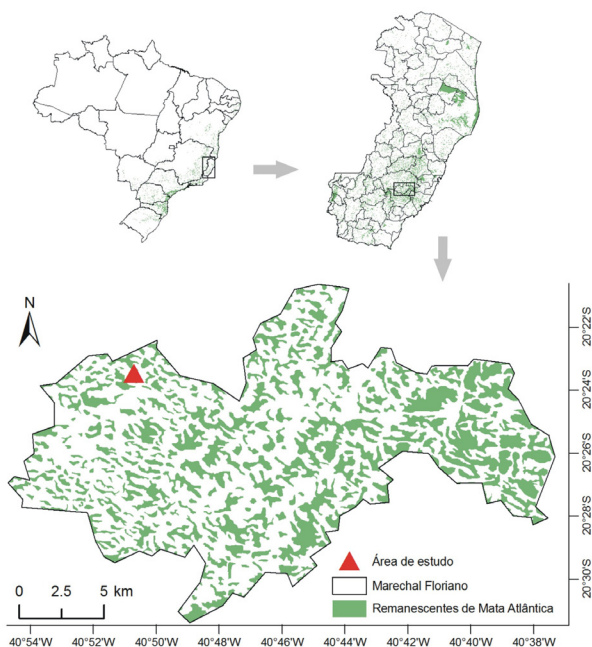 N
20°22'S
20°24'S
20°26'S
20°28'S
20°30'S
Área de estudo
Marechal Floriano
Remanescentes de Mata Atlântica
0 2.5 5 km
40°54'W 40°52'W 40°50'W 40°48'W 40°46'W 40°44'W 40°42'W 40°40'W 40°38'W